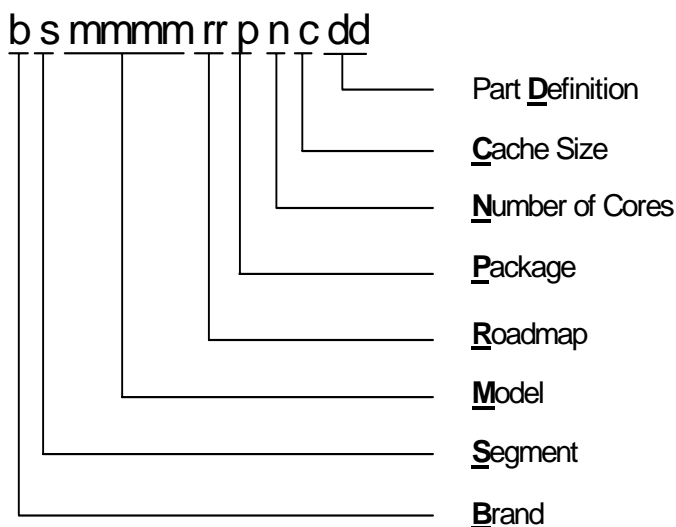 b s mmmm rr p n c dd
Part Definition
Cache Size
Number of Cores
Package
Roadmap
Model
Segment
Brand